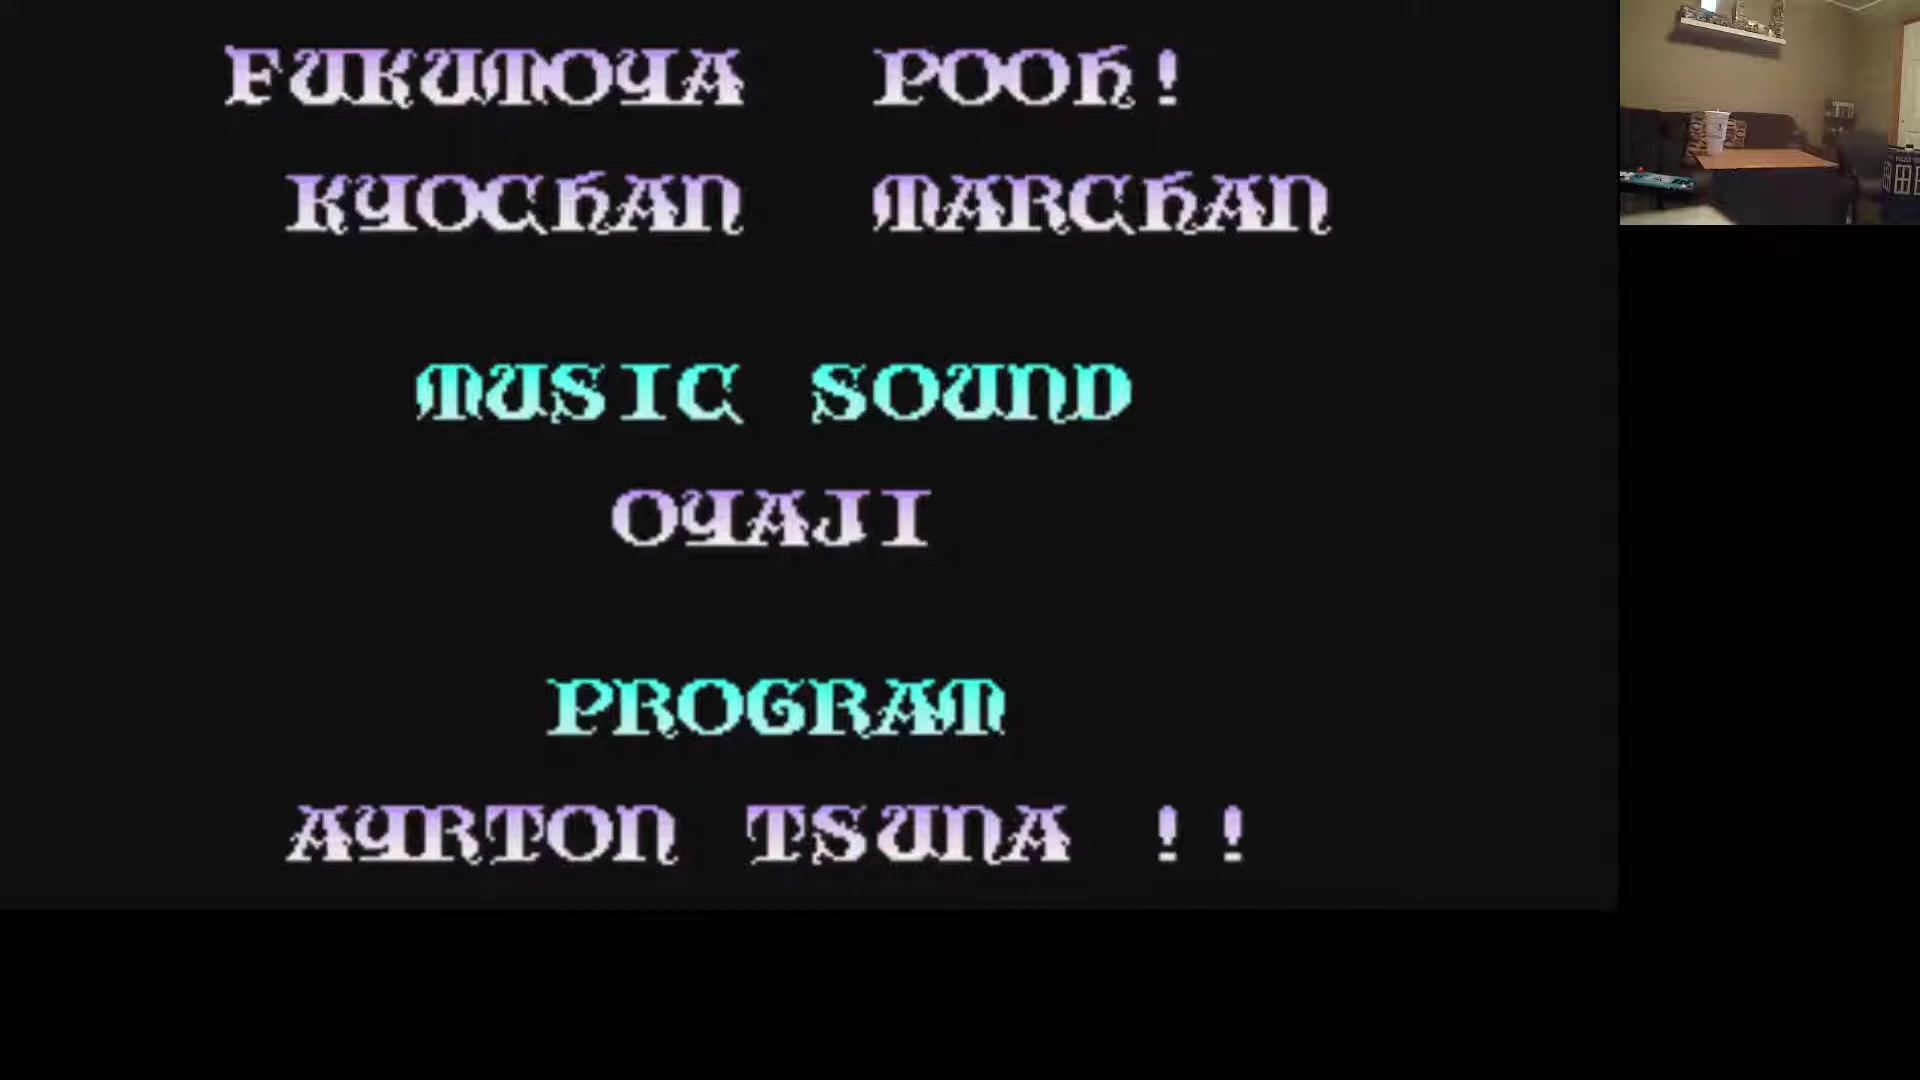 FUKUMOYA POOH!
KYOCHAN MARCHAN
MUSIC SOUND
OYAJI
PROGRAM
AYRTON TSUNA !!